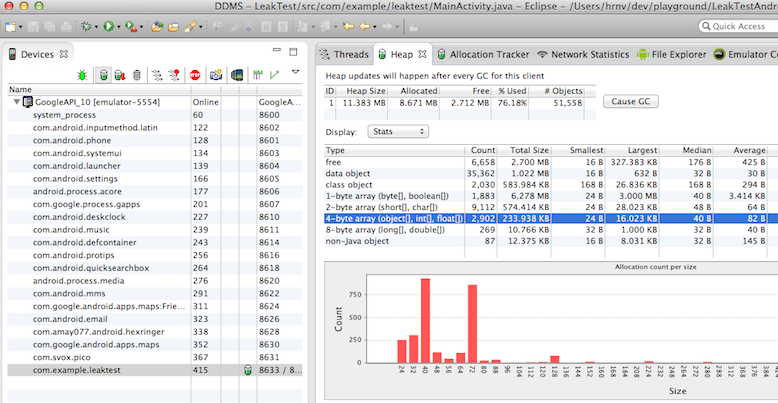 DDMS – LeakTest/src/com/example/leaktest/MainActivity.java – Eclipse – /Users/hrnv/dev/playground/LeakTestAndr
Quick Access
Devices
Name
GoogleAPI_10 [emulator-5554] Online GoogleA...
system_process 60 8600
com.android.inputmethod.latin 122 8602
com.android.phone 128 8601
com.android.systemui 134 8603
com.android.launcher 139 8604
com.android.settings 166 8605
android.process.acore 177 8606
com.google.process.gapps 201 8607
com.android.deskclock 227 8610
com.android.music 239 8611
com.android.defcontainer 243 8614
com.android.protips 256 8616
com.android.quicksearchbox 264 8618
android.process.media 276 8620
com.android.mms 291 8622
com.google.android.apps.maps:Frie... 311 8624
com.android.email 323 8626
com.amay077.android.hexringer 338 8628
com.google.android.apps.maps 352 8630
com.svox.pico 367 8631
com.example.leaktest 415 8633 / 8...
Threads Heap Allocation Tracker Network Statistics File Explorer Emulator Co
Heap updates will happen after every GC for this client
ID Heap Size Allocated Free % Used # Objects
1 11.383 MB 8.671 MB 2.712 MB 76.18% 51,558
Cause GC
Display: Stats
Type Count Total Size Smallest Largest Median Average
free 6,658 2.700 MB 16 B 327.383 KB 176 B 425 B
data object 35,362 1.022 MB 16 B 632 B 32 B 30 B
class object 2,030 583.984 KB 168 B 26.836 KB 168 B 294 B
1-byte array (byte[], boolean[]) 1,883 6.278 MB 24 B 3.000 MB 40 B 3.414 KB
2-byte array (short[], char[]) 9,112 574.414 KB 24 B 28.023 KB 48 B 64 B
4-byte array (object[], int[], float[]) 2,902 233.938 KB 24 B 16.023 KB 40 B 82 B
8-byte array (long[], double[]) 269 10.766 KB 32 B 1.000 KB 32 B 40 B
non-Java object 87 12.375 KB 16 B 8.031 KB 32 B 145 B
Allocation count per size
Count
750
500
250
0
24 32 40 48 56 64 72 80 88 96 104 112 120 128 136 144 152 160 168 190 208 224 232 248 280 288 320
Size